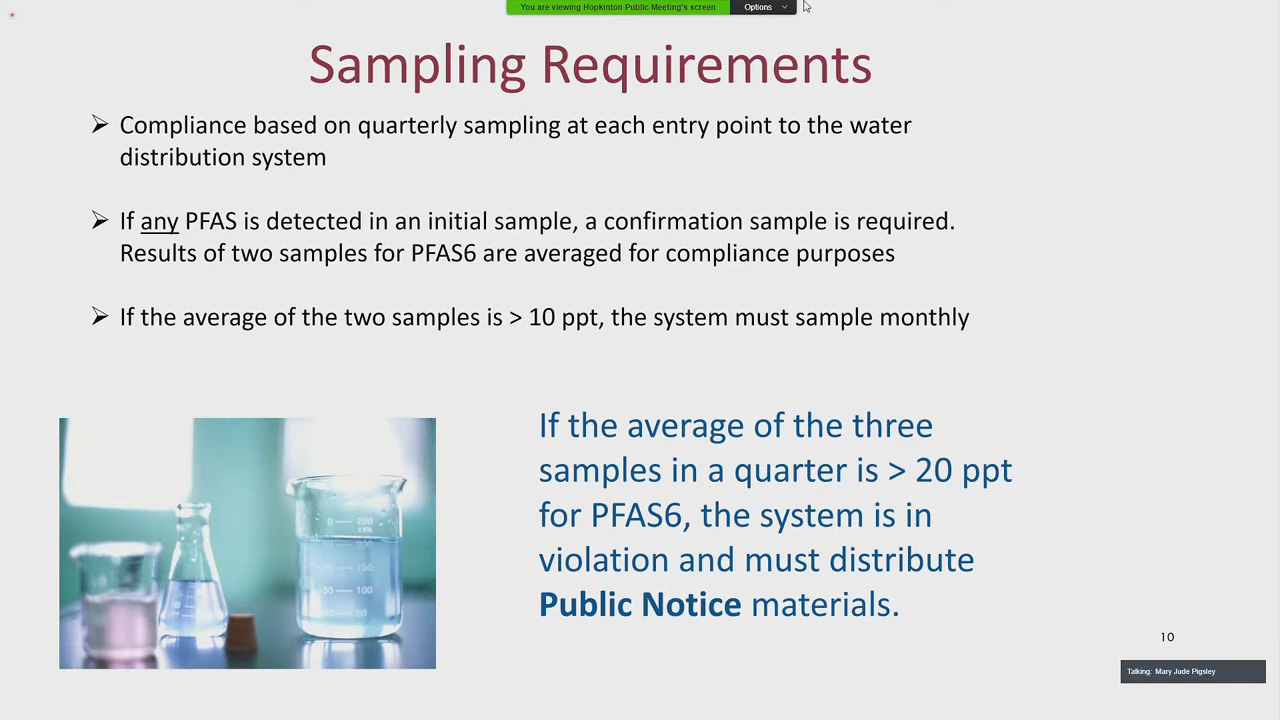 You are viewing Hopkinton Public Meeting's screen
Options
Sampling Requirements
➢ Compliance based on quarterly sampling at each entry point to the water
distribution system
➢ If any PFAS is detected in an initial sample, a confirmation sample is required.
Results of two samples for PFAS6 are averaged for compliance purposes
➢ If the average of the two samples is > 10 ppt, the system must sample monthly
If the average of the three
samples in a quarter is > 20 ppt
for PFAS6, the system is in
violation and must distribute
Public Notice materials.
10
Talking: Mary Jude Pigsley